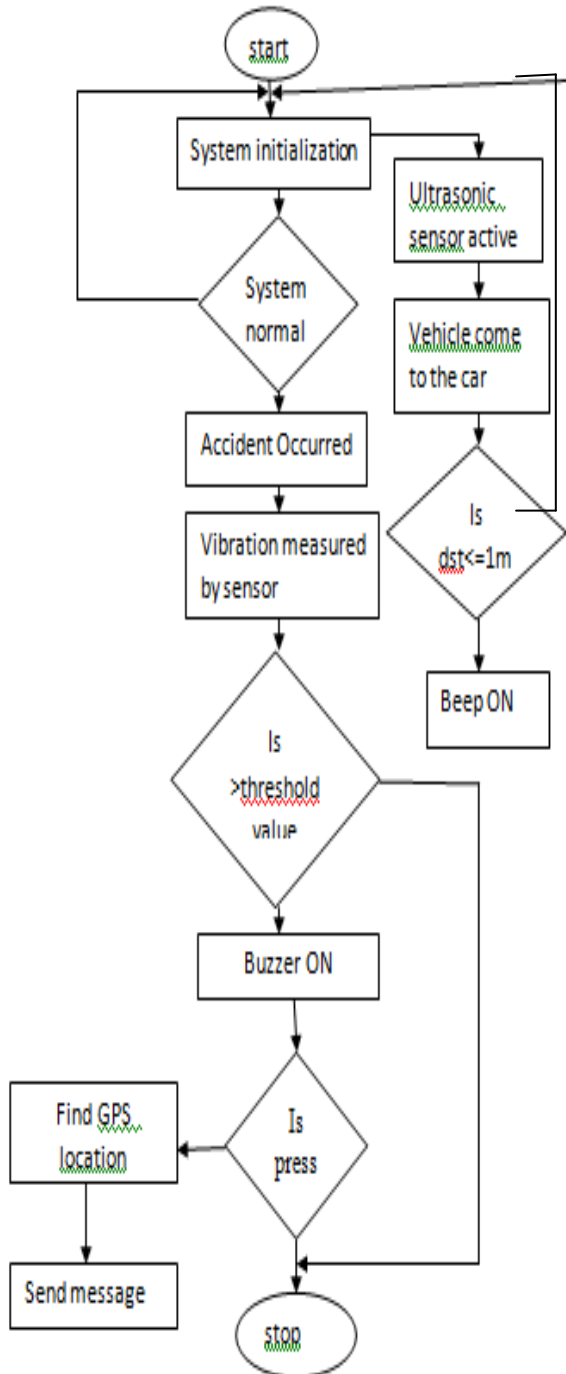 start
System initialization
Ultrasonic
sensor active
System
normal
Vehicle come
to the car
Accident Occurred
Is
dst<=1m
Vibration measured
by sensor
Beep ON
Is
>threshold
value
Buzzer ON
Find GPS
location
Is
press
Send message
stop